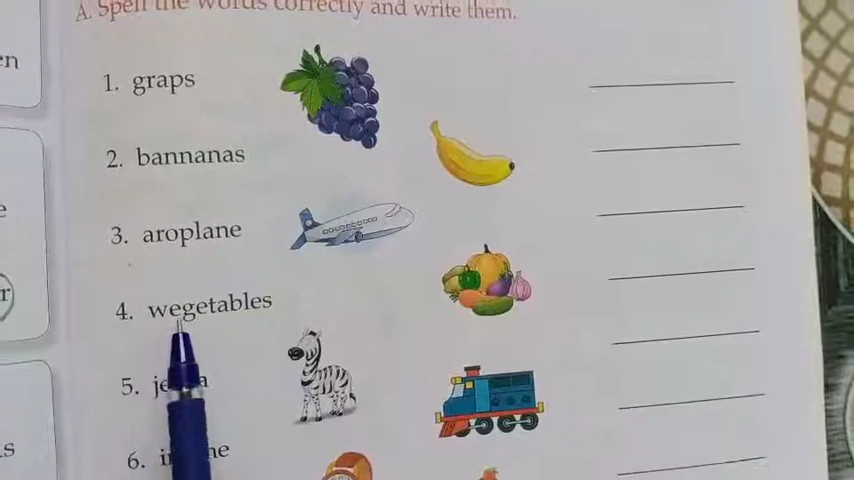 A. Spell the words correctly and write them.
1. graps
2. bannanas
3. aroplane
4. wegetables
5.
6.